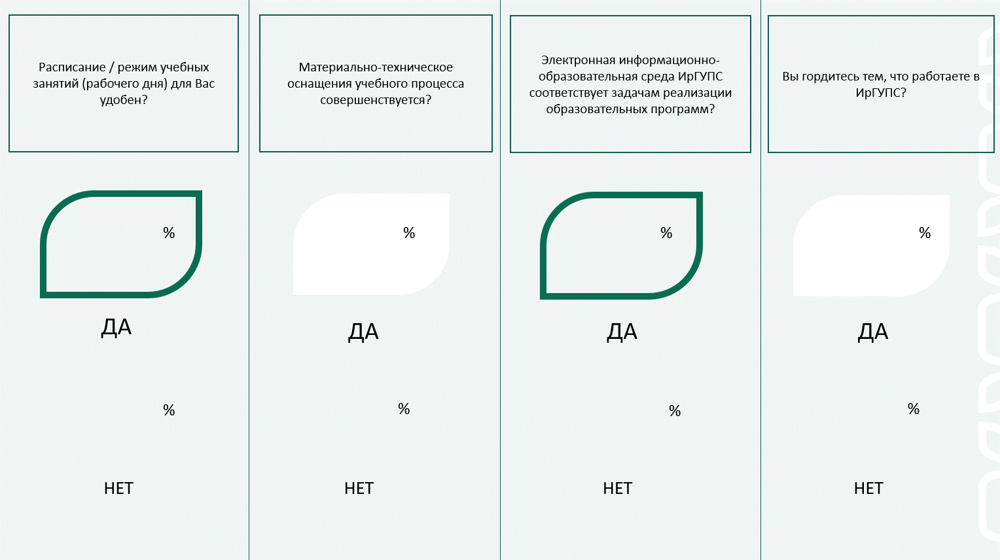 Расписание / режим учебных
занятий (рабочего дня) для Вас
удобен?
%
ДА
%
НЕТ
Материально-техническое
оснащения учебного процесса
совершенствуется?
%
ДА
%
НЕТ
Электронная информационно-
образовательная среда ИрГУПС
соответствует задачам реализации
образовательных программ?
%
ДА
%
НЕТ
Вы гордитесь тем, что работаете в
ИрГУПС?
%
ДА
%
НЕТ